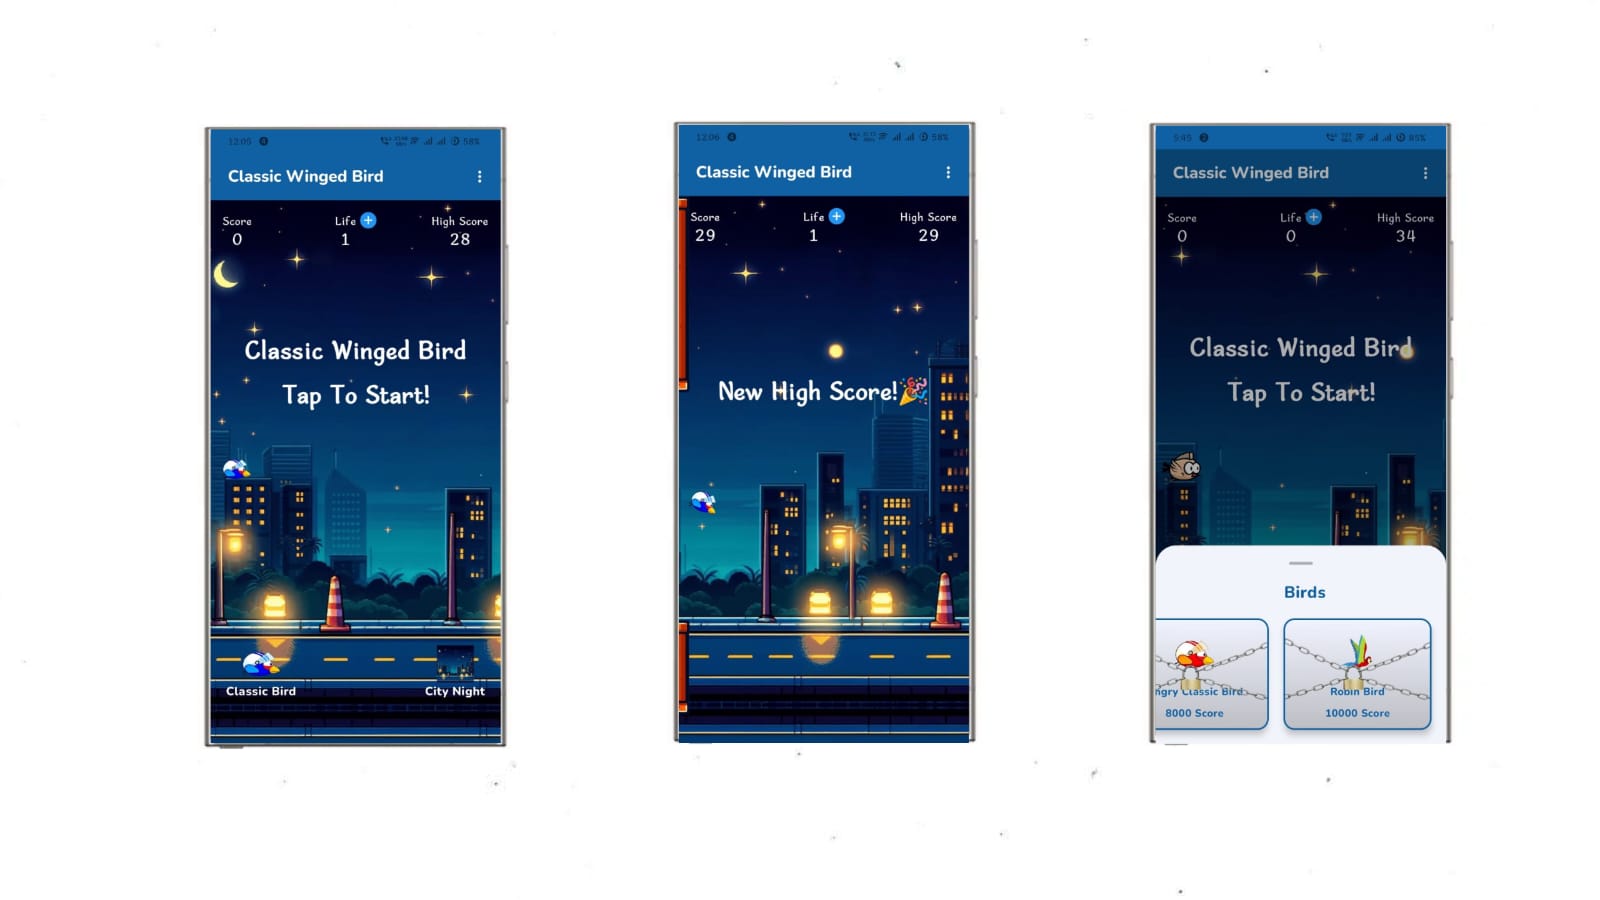 12:05 4 58%
Classic Winged Bird
Score Life + High Score
0 1 28
Classic Winged Bird
Tap To Start!
Classic Bird City Night
12:06 4 58%
Classic Winged Bird
Score Life + High Score
29 1 29
New High Score!🎉
5:45 2 85%
Classic Winged Bird
Score Life + High Score
0 0 34
Classic Winged Bird
Tap To Start!
Birds
ngry Classic Bird
8000 Score
Robin Bird
10000 Score